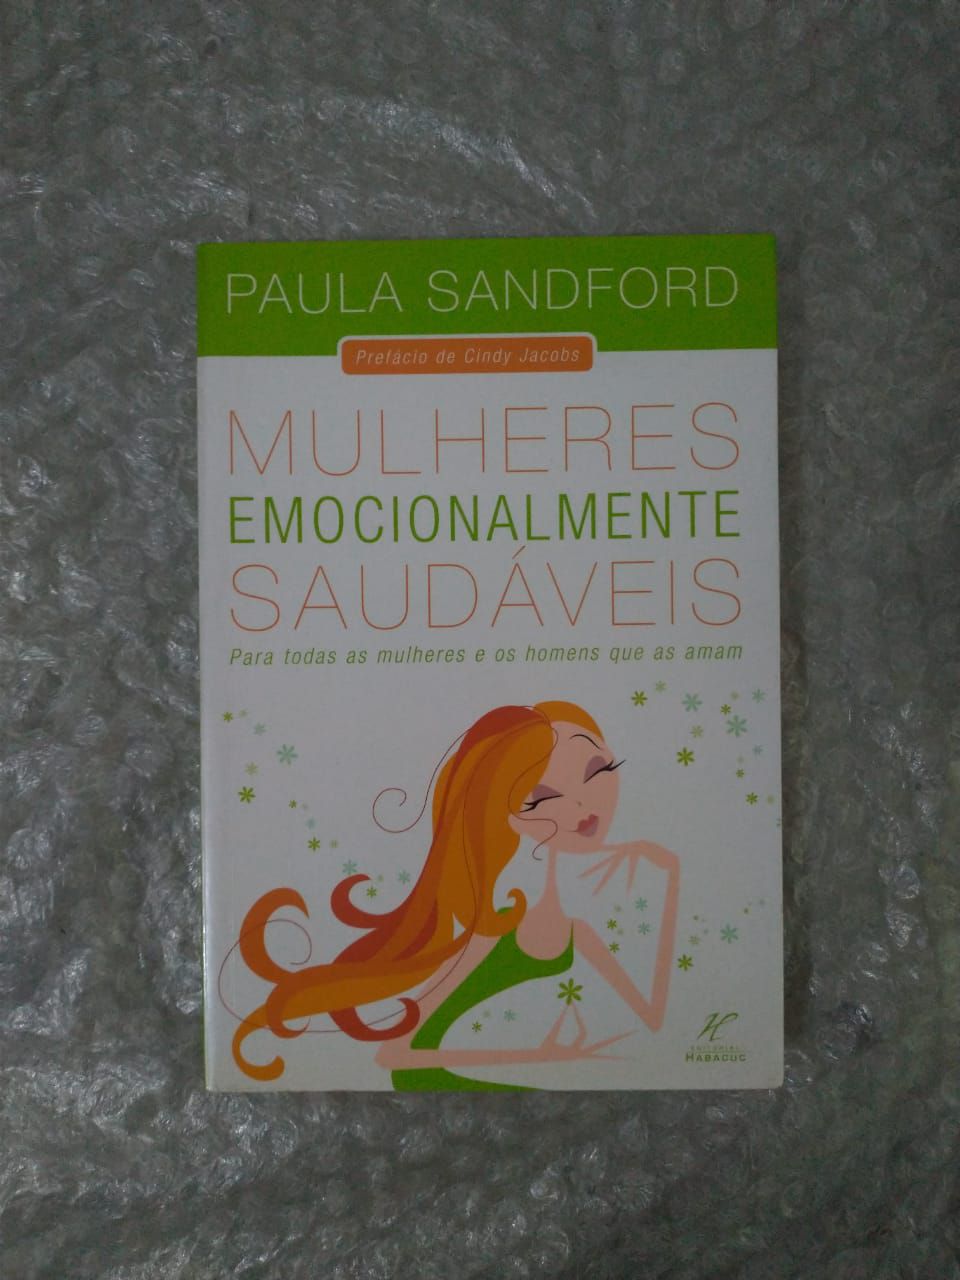 PAULA SANDFORD
Prefácio de Cindy Jacobs
MULHERES
EMOCIONALMENTE
SAUDÁVEIS
Para todas as mulheres e os homens que as amam
H
EDITORIAL
HABACUC